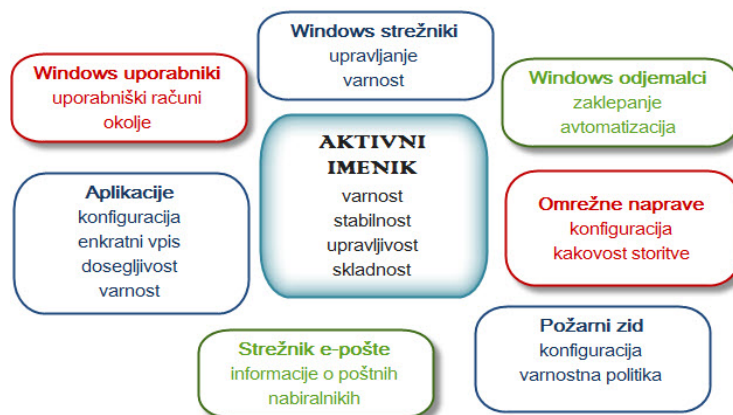 Windows strežniki
upravljanje
varnost
Windows uporabniki
uporabniški računi
okolje
Windows odjemalci
zaklepanje
avtomatizacija
AKTIVNI
IMENIK
varnost
stabilnost
upravljivost
skladnost
Aplikacije
konfiguracija
enkratni vpis
dosegljivost
varnost
Omrežne naprave
konfiguracija
kakovost storitve
Strežnik e-pošte
informacije o poštnih
nabiralnikih
Požarni zid
konfiguracija
varnostna politika